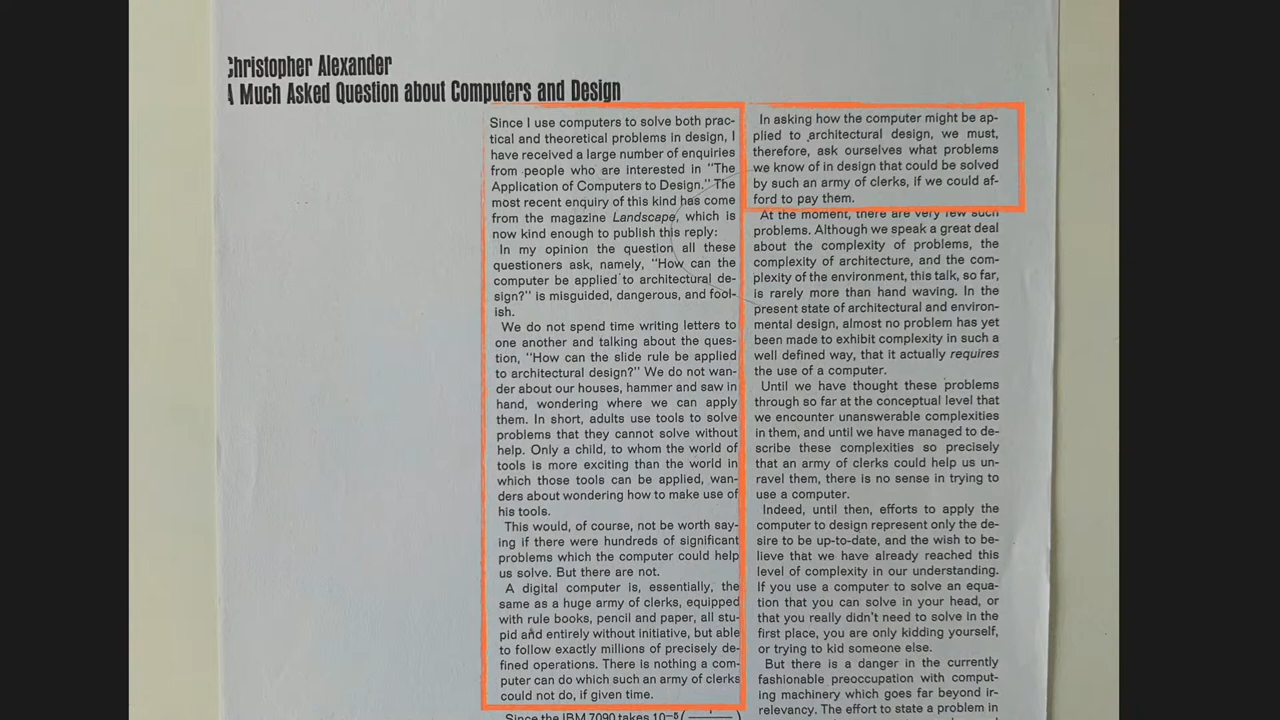 Christopher Alexander
A Much Asked Question about Computers and Design
Since I use computers to solve both prac-
tical and theoretical problems in design, I
have received a large number of enquiries
from people who are interested in "The
Application of Computers to Design." The
most recent enquiry of this kind has come
from the magazine Landscape, which is
now kind enough to publish this reply:
In my opinion the question all these
questioners ask, namely, "How can the
computer be applied to architectural de-
sign?" is misguided, dangerous, and fool-
ish.
We do not spend time writing letters to
one another and talking about the ques-
tion, "How can the slide rule be applied
to architectural design?" We do not wan-
der about our houses, hammer and saw in
hand, wondering where we can apply
them. In short, adults use tools to solve
problems that they cannot solve without
help. Only a child, to whom the world of
tools is more exciting than the world in
which those tools can be applied, wan-
ders about wondering how to make use of
his tools.
This would, of course, not be worth say-
ing if there were hundreds of significant
problems which the computer could help
us solve. But there are not.
A digital computer is, essentially, the
same as a huge army of clerks, equipped
with rule books, pencil and paper, all stu-
pid and entirely without initiative, but able
to follow exactly millions of precisely de-
fined operations. There is nothing a com-
puter can do which such an army of clerks
could not do, if given time.
Since the IBM 7090 takes 10-5(
In asking how the computer might be ap-
plied to architectural design, we must,
therefore, ask ourselves what problems
we know of in design that could be solved
by such an army of clerks, if we could af-
ford to pay them.
At the moment, there are very few such
problems. Although we speak a great deal
about the complexity of problems, the
complexity of architecture, and the com-
plexity of the environment, this talk, so far,
is rarely more than hand waving. In the
present state of architectural and environ-
mental design, almost no problem has yet
been made to exhibit complexity in such a
well defined way, that it actually requires
the use of a computer.
Until we have thought these problems
through so far at the conceptual level that
we encounter unanswerable complexities
in them, and until we have managed to de-
scribe these complexities so precisely
that an army of clerks could help us un-
ravel them, there is no sense in trying to
use a computer.
Indeed, until then, efforts to apply the
computer to design represent only the de-
sire to be up-to-date, and the wish to be-
lieve that we have already reached this
level of complexity in our understanding.
If you use a computer to solve an equa-
tion that you can solve in your head, or
that you really didn't need to solve in the
first place, you are only kidding yourself,
or trying to kid someone else.
But there is a danger in the currently
fashionable preoccupation with comput-
ing machinery which goes far beyond ir-
relevancy. The effort to state a problem in